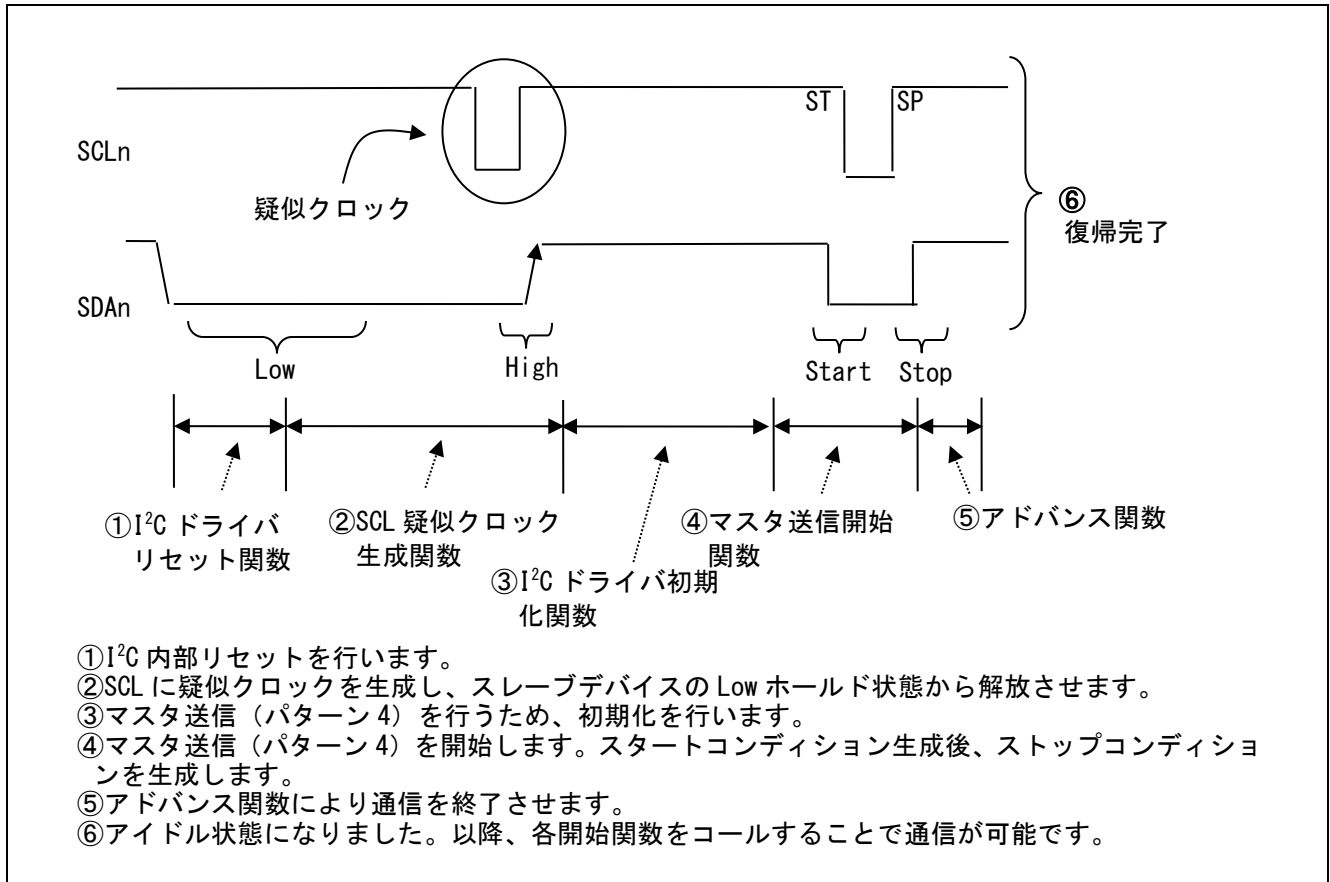 ST
SP
SCLn
疑似クロック
⑥
復帰完了
SDAn
Low
High
Start
Stop
①I²C ドライバ
リセット関数
②SCL 疑似クロック
生成関数
③I²C ドライバ初期
化関数
④マスタ送信開始
関数
⑤アドバンス関数
①I²C 内部リセットを行います。
②SCL に疑似クロックを生成し、スレーブデバイスの Low ホールド状態から解放させます。
③マスタ送信（パターン 4）を行うため、初期化を行います。
④マスタ送信（パターン 4）を開始します。スタートコンディション生成後、ストップコンディショ
ンを生成します。
⑤アドバンス関数により通信を終了させます。
⑥アイドル状態になりました。以降、各開始関数をコールすることで通信が可能です。